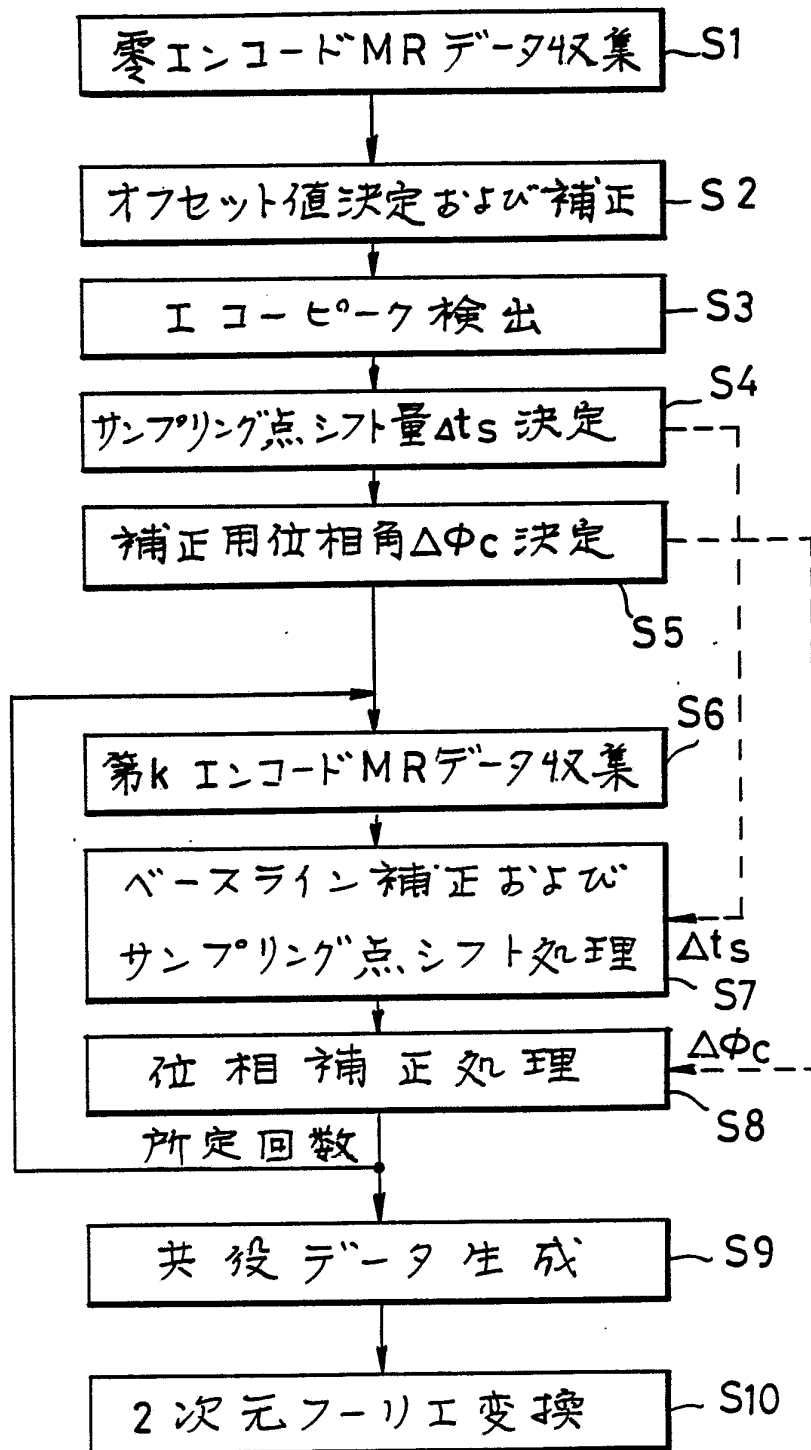 零エンコードMRデータ収集 S1
オフセット値決定および補正 S2
エコーピーク検出 S3
S4
サンプリング点シフト量Δts 決定
補正用位相角ΔΦc 決定
S5
S6
第k エンコードMRデータ収集
ベースライン補正および
サンプリング点シフト処理
Δts
S7
位相補正処理
ΔΦc
S8
所定回数
共役データ生成 S9
2次元フーリエ変換 S10